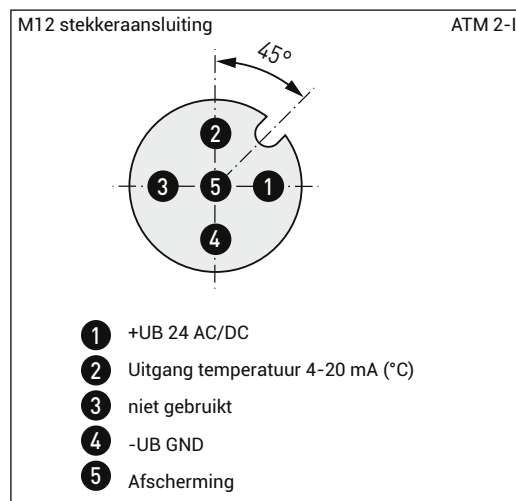 M12 stekkeraansluiting ATM 2-I
45°
2
3 5 1
4
1 +UB 24 AC/DC
2 Uitgang temperatuur 4-20 mA (°C)
3 niet gebruikt
4 -UB GND
5 Afscherming